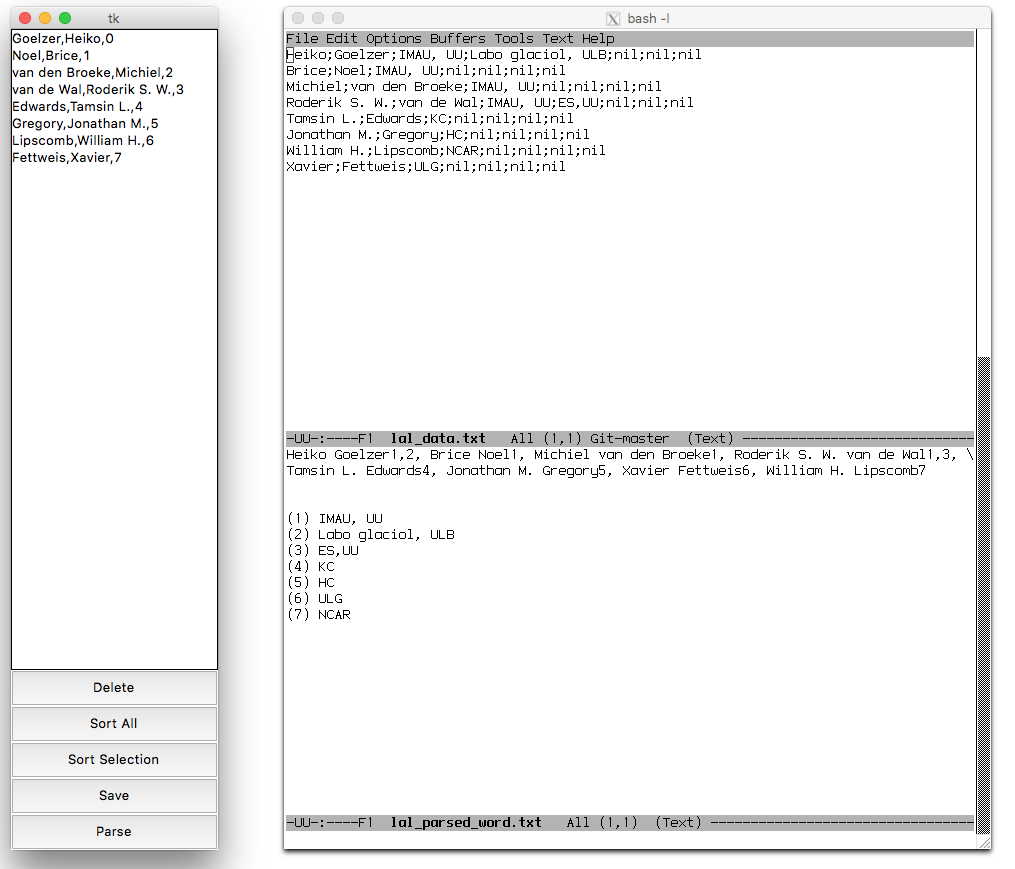 tk
Goelzer,Heiko,0
Noel,Brice,1
van den Broeke,Michiel,2
van de Wal,Roderik S. W.,3
Edwards,Tamsin L.,4
Gregory,Jonathan M.,5
Lipscomb,William H.,6
Fettweis,Xavier,7
Delete
Sort All
Sort Selection
Save
Parse
X bash -l
File Edit Options Buffers Tools Text Help
Heiko;Goelzer;IMAU, UU;Labo glaciol, ULB;nil;nil;nil
Brice;Noel;IMAU, UU;nil;nil;nil;nil
Michiel;van den Broeke;IMAU, UU;nil;nil;nil;nil
Roderik S. W.;van de Wal;IMAU, UU;ES,UU;nil;nil;nil
Tamsin L.;Edwards;KC;nil;nil;nil;nil
Jonathan M.;Gregory;HC;nil;nil;nil;nil
William H.;Lipscomb;NCAR;nil;nil;nil;nil
Xavier;Fettweis;ULG;nil;nil;nil;nil
-UU-:----F1  lal_data.txt   All (1,1) Git-master  (Text) -----------------------------
Heiko Goelzer1,2, Brice Noel1, Michiel van den Broeke1, Roderik S. W. van de Wal1,3, \
Tamsin L. Edwards4, Jonathan M. Gregory5, Xavier Fettweis6, William H. Lipscomb7
(1) IMAU, UU
(2) Labo glaciol, ULB
(3) ES,UU
(4) KC
(5) HC
(6) ULG
(7) NCAR
-UU-:----F1  lal_parsed_word.txt   All (1,1)  (Text) ---------------------------------